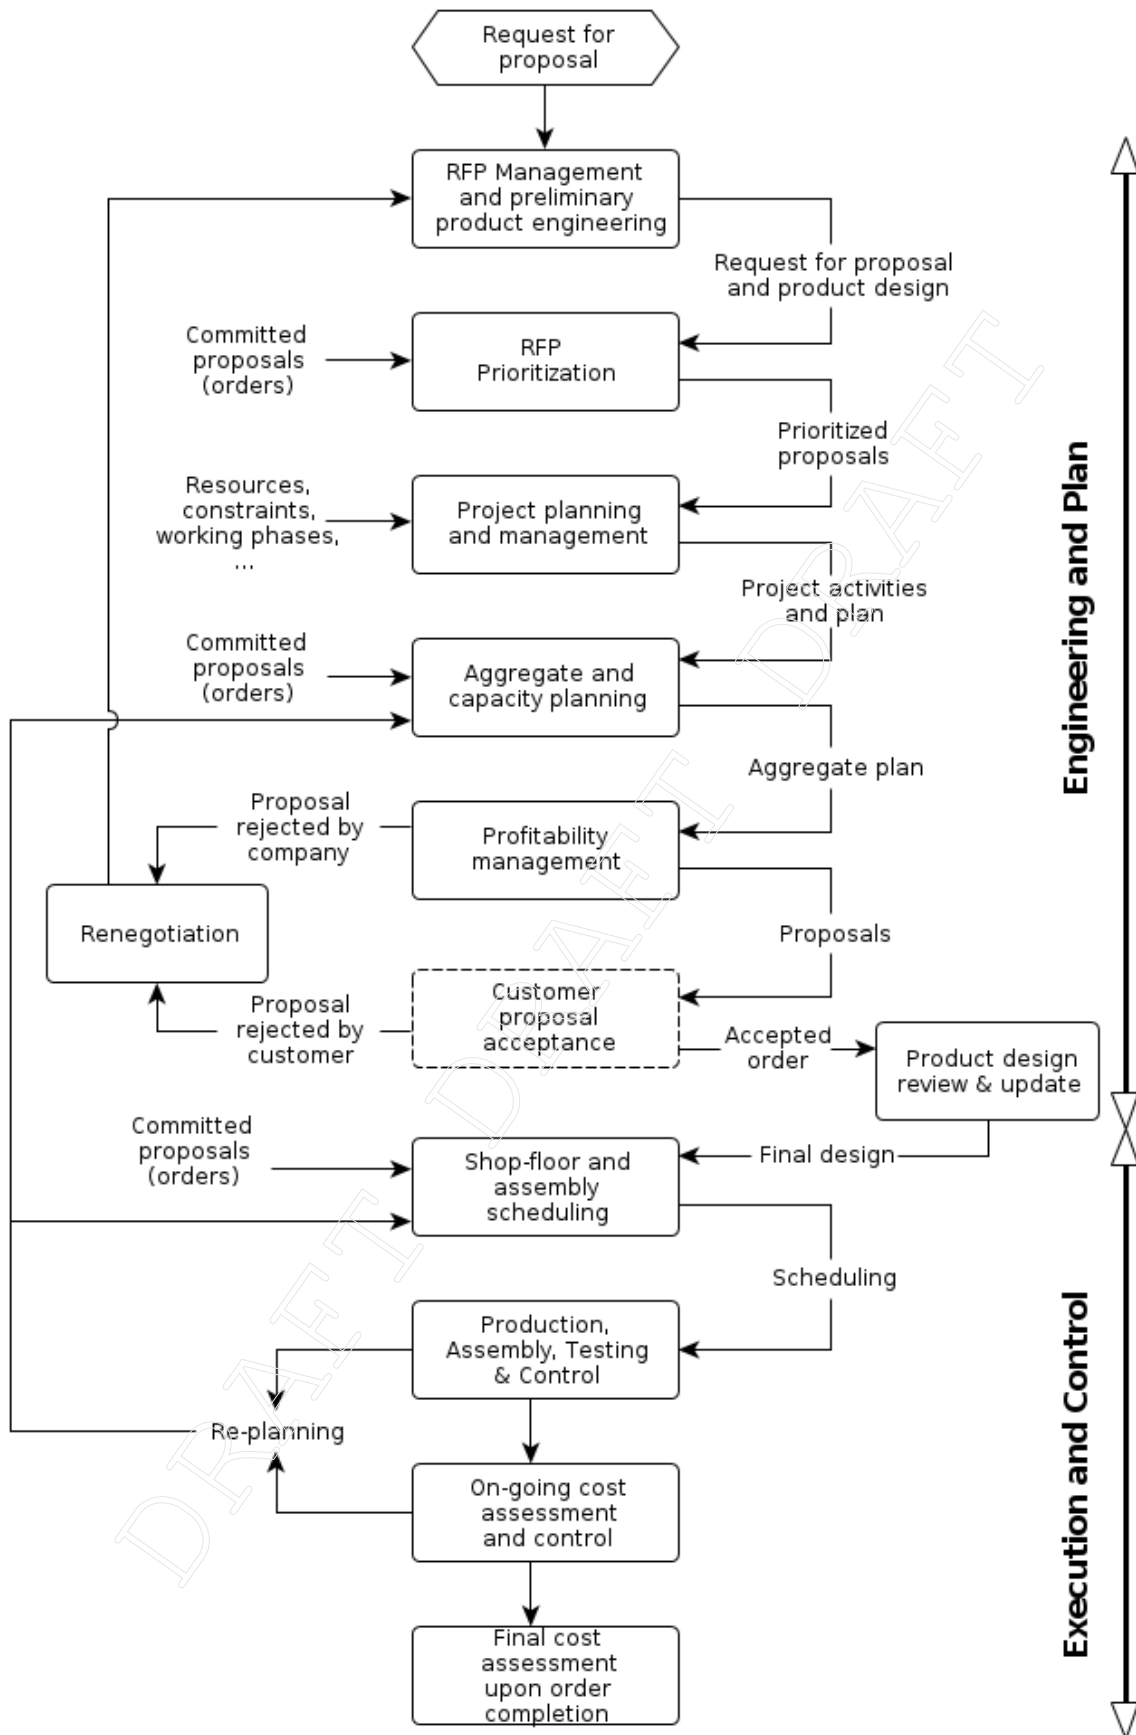 Request for
proposal
RFP Management
and preliminary
product engineering
Request for proposal
and product design
Committed
proposals
(orders)
RFP
Prioritization
Prioritized
proposals
Resources,
constraints,
working phases,
...
Project planning
and management
Project activities
and plan
Committed
proposals
(orders)
Aggregate and
capacity planning
Aggregate plan
Proposal
rejected by
company
Profitability
management
Renegotiation
Proposals
Proposal
rejected by
customer
Customer
proposal
acceptance
Accepted
order
Product design
review & update
Engineering and Plan
Committed
proposals
(orders)
Shop-floor and
assembly
scheduling
Final design
Scheduling
Production,
Assembly, Testing
& Control
Re-planning
On-going cost
assessment
and control
Final cost
assessment
upon order
completion
Execution and Control
DRAFT DRAFT DRAFT